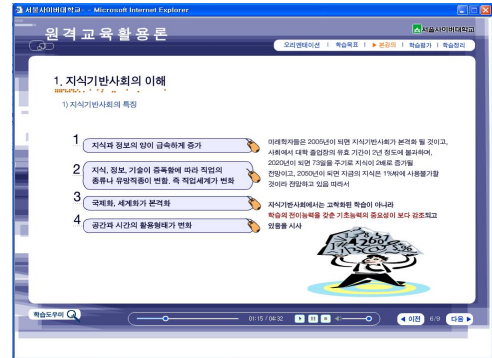 서울사이버대학교 - Microsoft Internet Explorer
원격교육활용론
서울사이버대학교
오리엔테이션 | 학습목표 | ▶ 본강의 | 학습평가 | 학습정리
1. 지식기반사회의 이해
1) 지식기반사회의 특징
1 지식과 정보의 양이 급속하게 증가
2 지식, 정보, 기술이 증폭함에 따라 직업의
종류나 유망직종이 변함. 즉 직업세계가 변화
3 국제화, 세계화가 본격화
4 공간과 시간의 활용형태가 변화
미래학자들은 2005년이 되면 지식기반사회가 본격화 될 것이고,
사회에서 대학 졸업장의 유효 기간이 2년 정도에 불과하며,
2020년이 되면 73일을 주기로 지식이 2배로 증가될
전망이고, 2050년이 되면 지금의 지식은 1%밖에 사용불가할
것이라 전망하고 있음 따라서
지식기반사회에서는 고착화된 학습이 아니라
학습의 전이능력을 갖춘 기초능력의 중요성이 보다 강조되고
있음을 시사
학습도우미
01:15 / 04:32
◀ 이전 6/9 다음 ▶